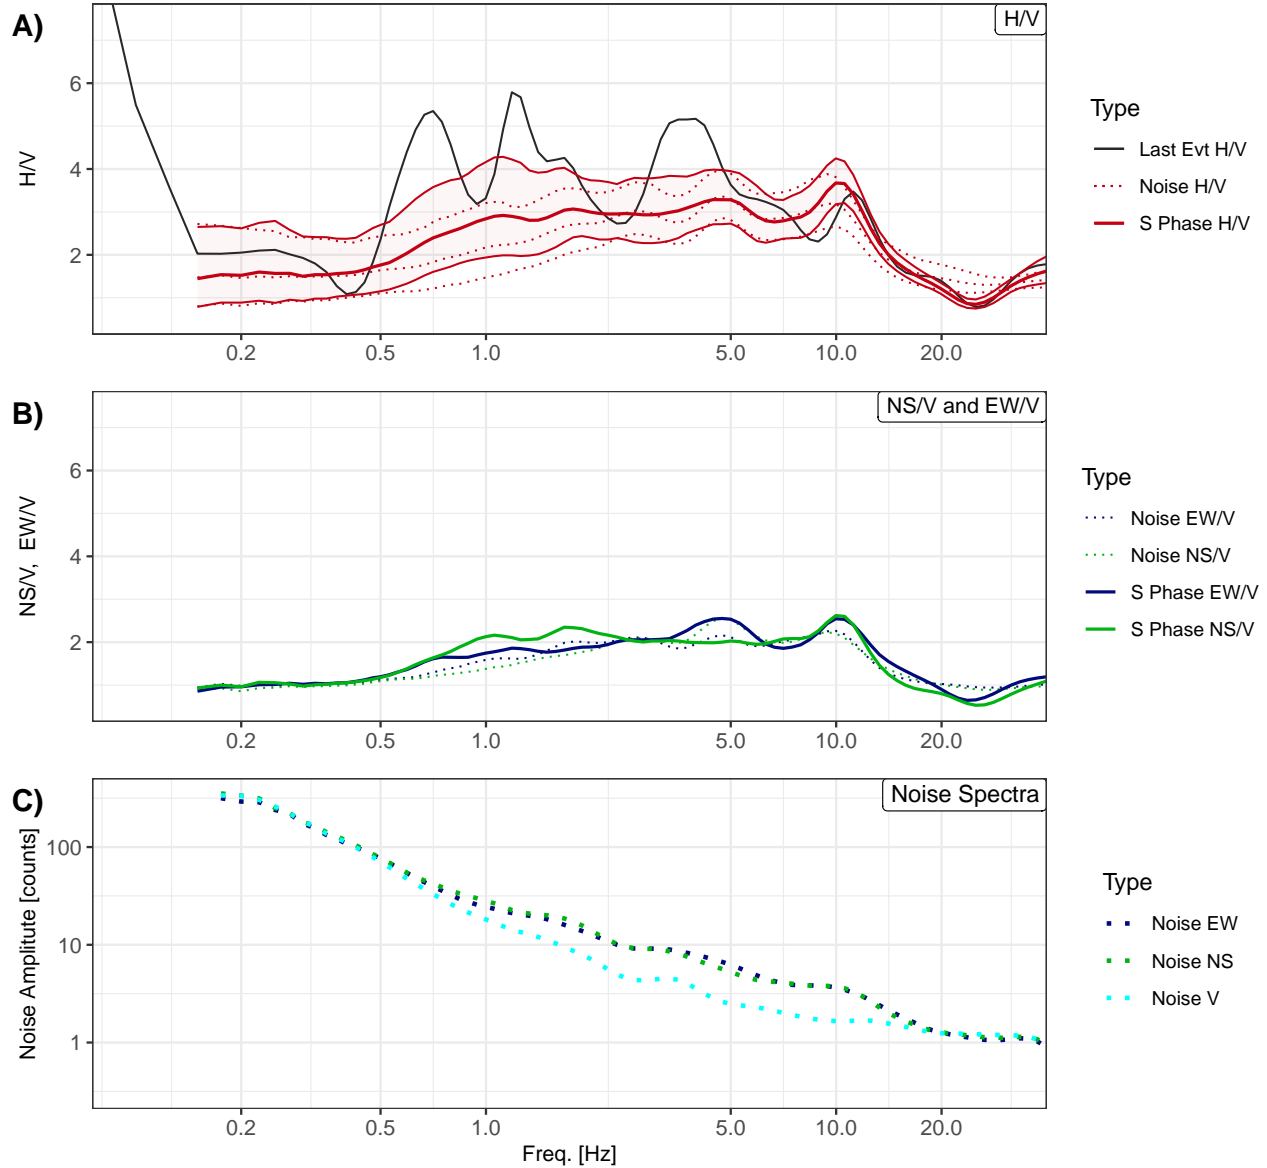 A)
H/V
6
4
2
H/V
0.2 0.5 1.0 5.0 10.0 20.0
Type
Last Evt H/V
Noise H/V
S Phase H/V
B)
NS/V and EW/V
6
4
2
NS/V, EW/V
0.2 0.5 1.0 5.0 10.0 20.0
Type
Noise EW/V
Noise NS/V
S Phase EW/V
S Phase NS/V
C)
Noise Spectra
100
10
1
Noise Amplitute [counts]
0.2 0.5 1.0 5.0 10.0 20.0
Freq. [Hz]
Type
Noise EW
Noise NS
Noise V